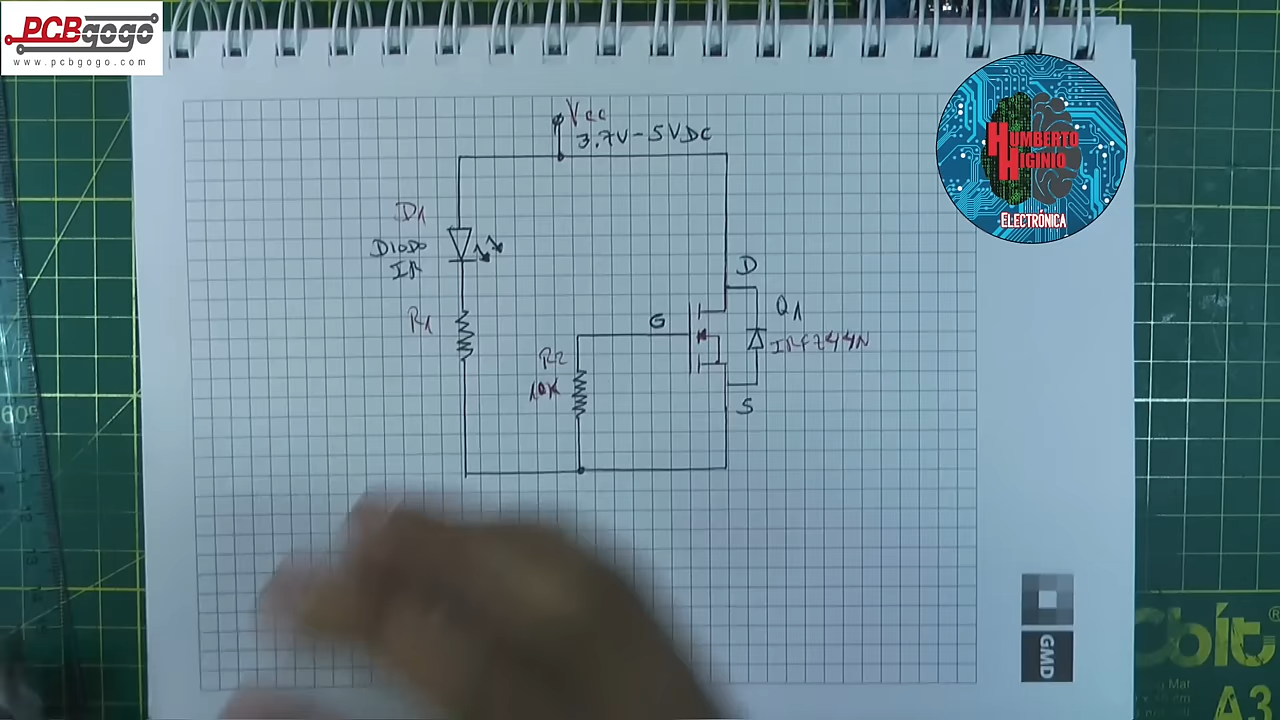 PCBgogo
www.pcbgogo.com
Vcc
3.7V-5VDC
HUMBERTO
HIGINIO
ELECTRÓNICA
D1
DIODO
IR
D
R1
G
Q1
IRFZ44N
R2
10K
S
60°
GMD
bit
A3